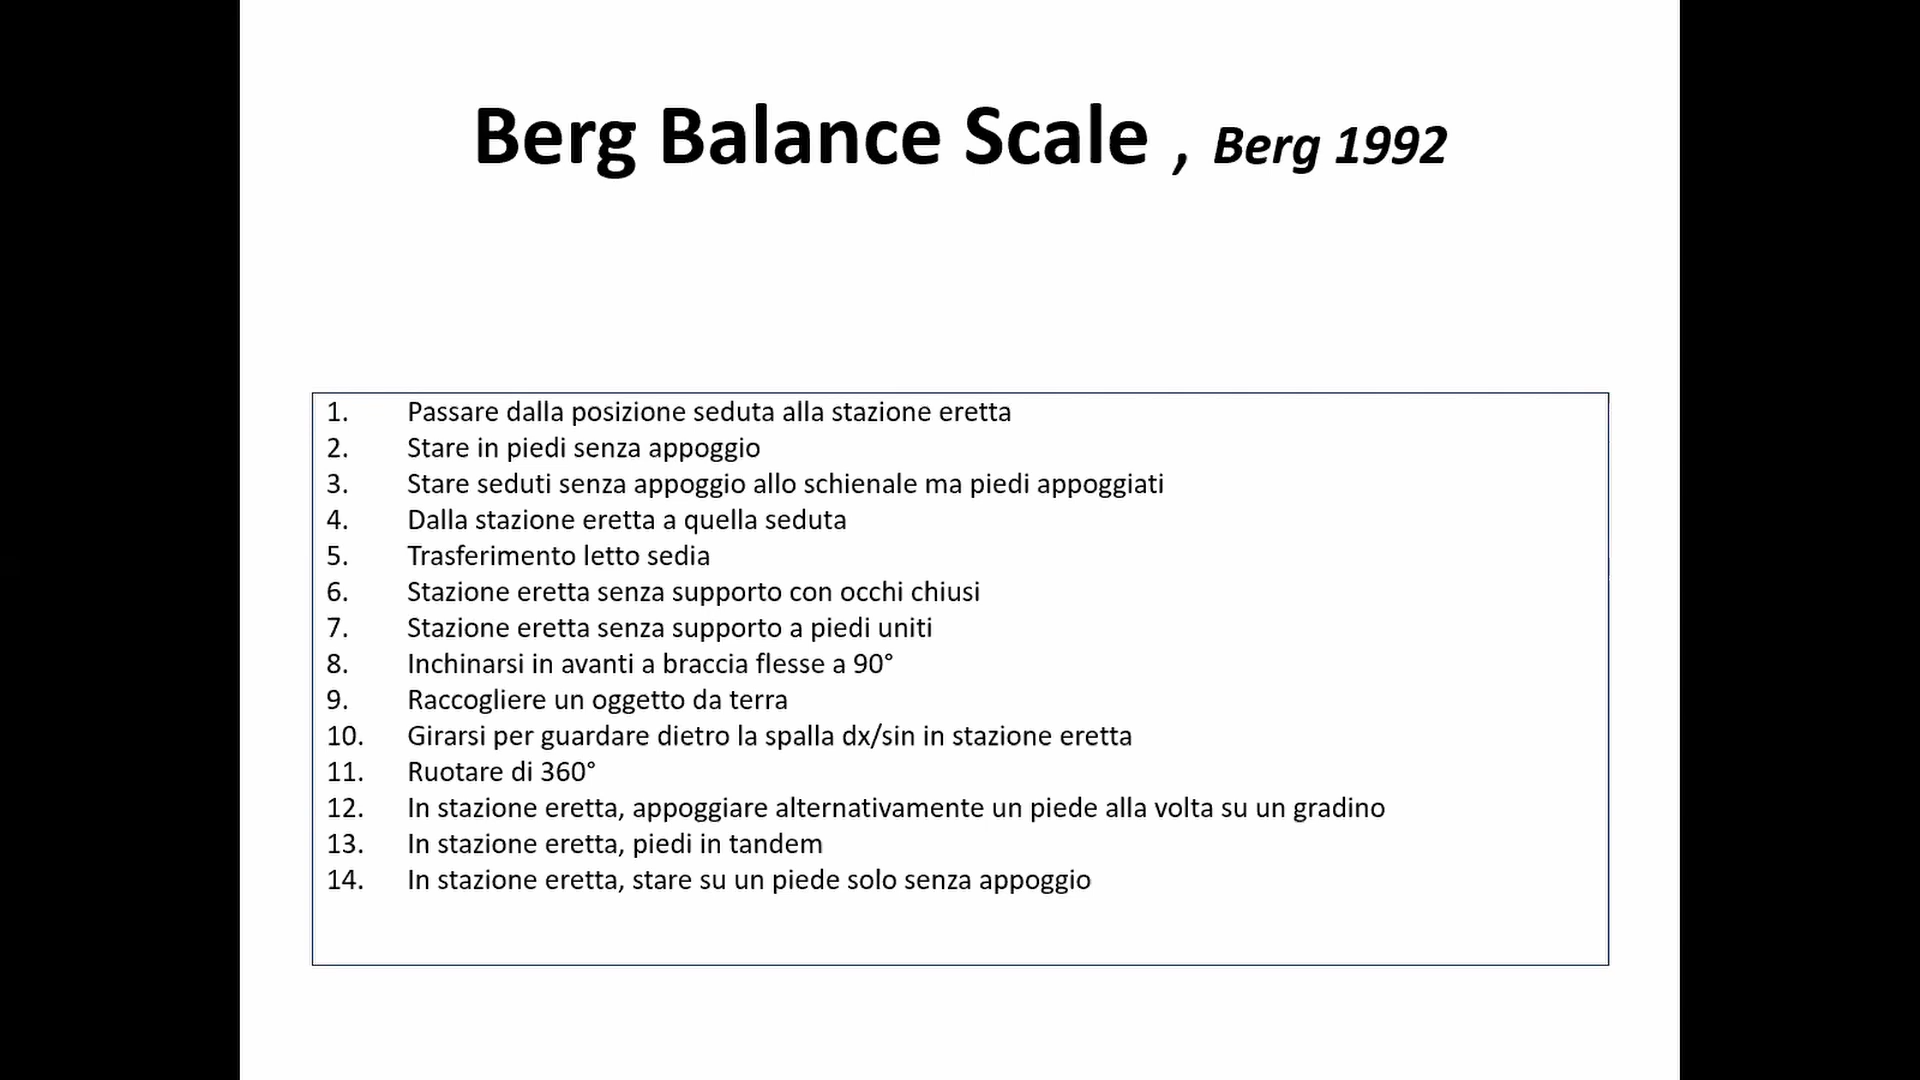 Berg Balance Scale , Berg 1992
1. Passare dalla posizione seduta alla stazione eretta
2. Stare in piedi senza appoggio
3. Stare seduti senza appoggio allo schienale ma piedi appoggiati
4. Dalla stazione eretta a quella seduta
5. Trasferimento letto sedia
6. Stazione eretta senza supporto con occhi chiusi
7. Stazione eretta senza supporto a piedi uniti
8. Inchinarsi in avanti a braccia flesse a 90°
9. Raccogliere un oggetto da terra
10. Girarsi per guardare dietro la spalla dx/sin in stazione eretta
11. Ruotare di 360°
12. In stazione eretta, appoggiare alternativamente un piede alla volta su un gradino
13. In stazione eretta, piedi in tandem
14. In stazione eretta, stare su un piede solo senza appoggio